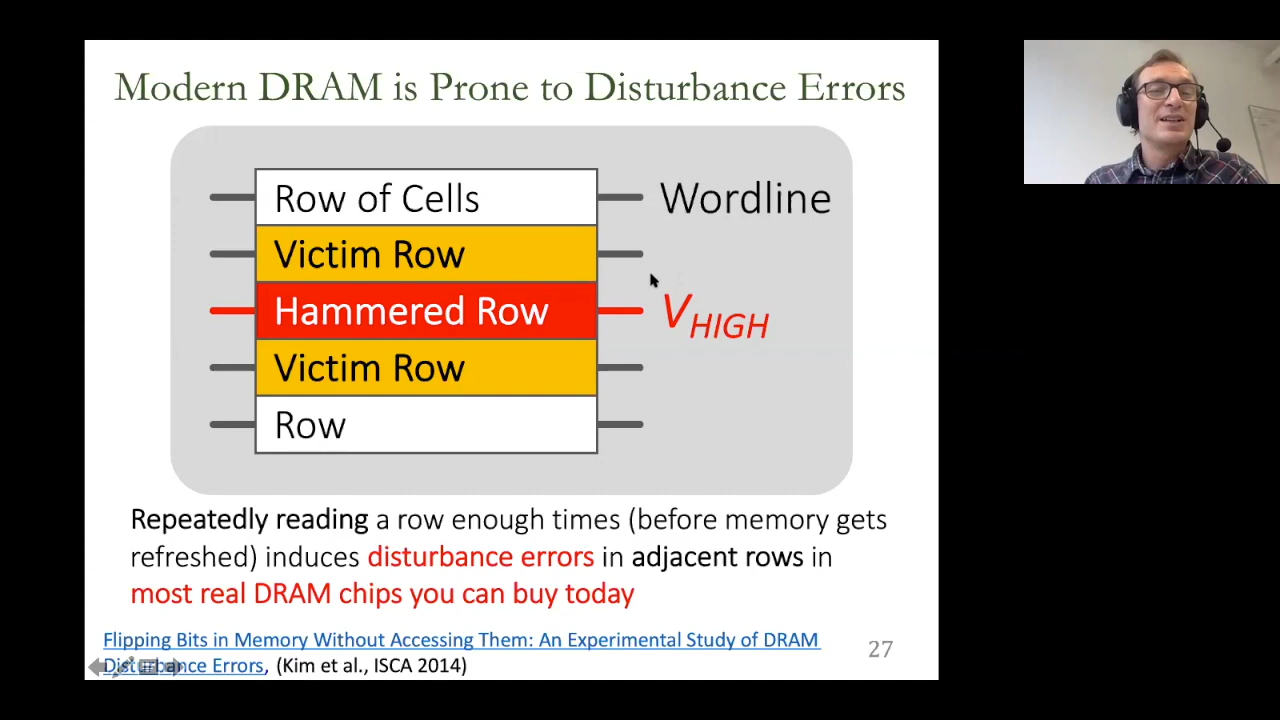 Modern DRAM is Prone to Disturbance Errors
Row of Cells
Wordline
Victim Row
Hammered Row
VHIGH
Victim Row
Row
Repeatedly reading a row enough times (before memory gets
refreshed) induces disturbance errors in adjacent rows in
most real DRAM chips you can buy today
Flipping Bits in Memory Without Accessing Them: An Experimental Study of DRAM
Disturbance Errors, (Kim et al., ISCA 2014)
27